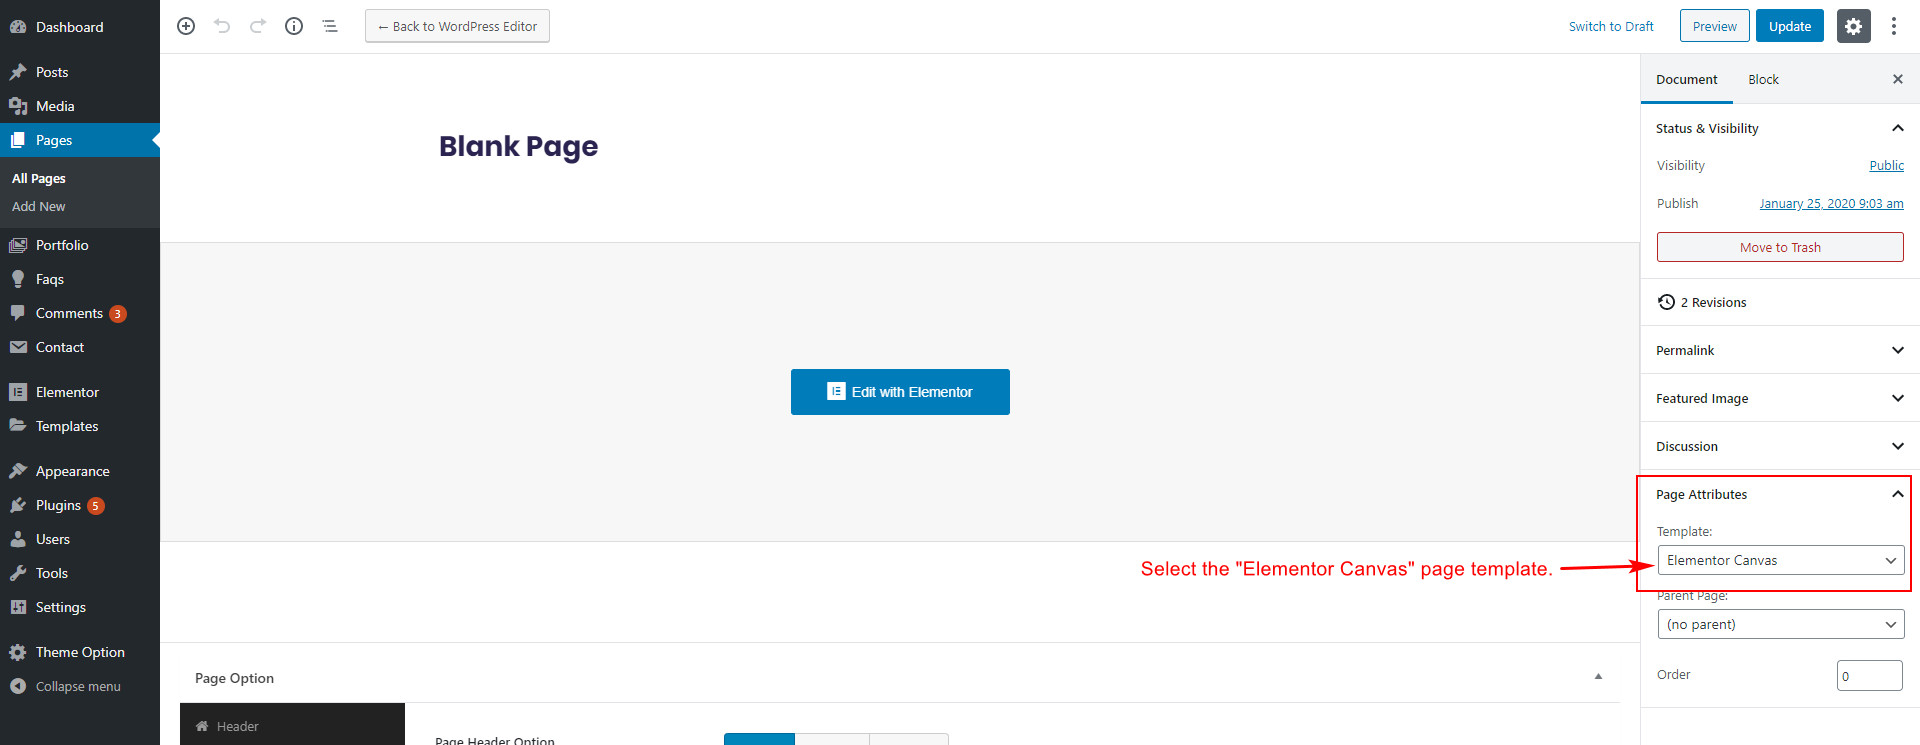 Dashboard
Posts
Media
Pages
All Pages
Add New
Portfolio
Faqs
Comments 3
Contact
Elementor
Templates
Appearance
Plugins 5
Users
Tools
Settings
Theme Option
Collapse menu
← Back to WordPress Editor
Switch to Draft
Preview
Update
Blank Page
Edit with Elementor
Select the "Elementor Canvas" page template.
Page Option
Header
Page Header Option
Document Block
Status & Visibility
Visibility Public
Publish January 25, 2020 9:03 am
Move to Trash
2 Revisions
Permalink
Featured Image
Discussion
Page Attributes
Template:
Elementor Canvas
Parent Page:
(no parent)
Order 0